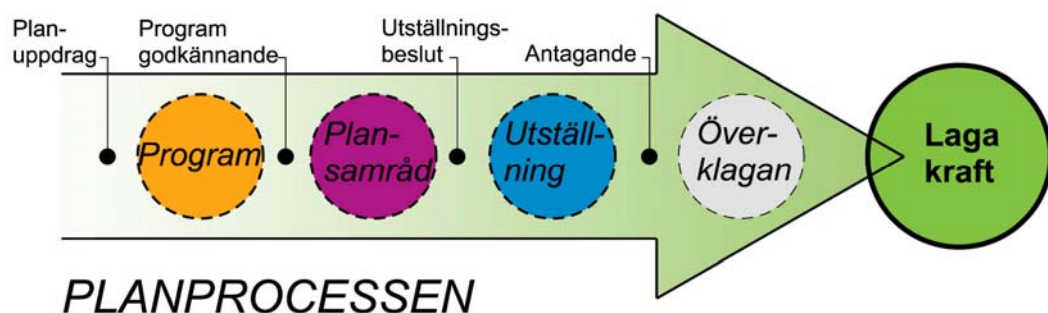 Plan-
uppdrag
Program
godkännande
Utställnings-
beslut
Antagande
Program
Plan-
samråd
Utställ-
ning
Över-
klagan
Laga
kraft
PLANPROCESSEN